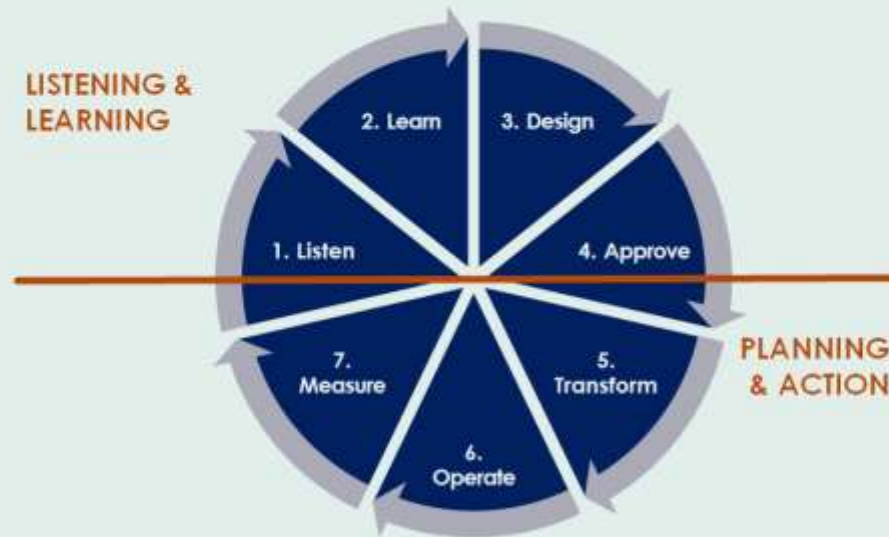 LISTENING &
LEARNING
1. Listen
2. Learn
3. Design
4. Approve
5.
Transform
6.
Operate
7.
Measure
PLANNING
& ACTION